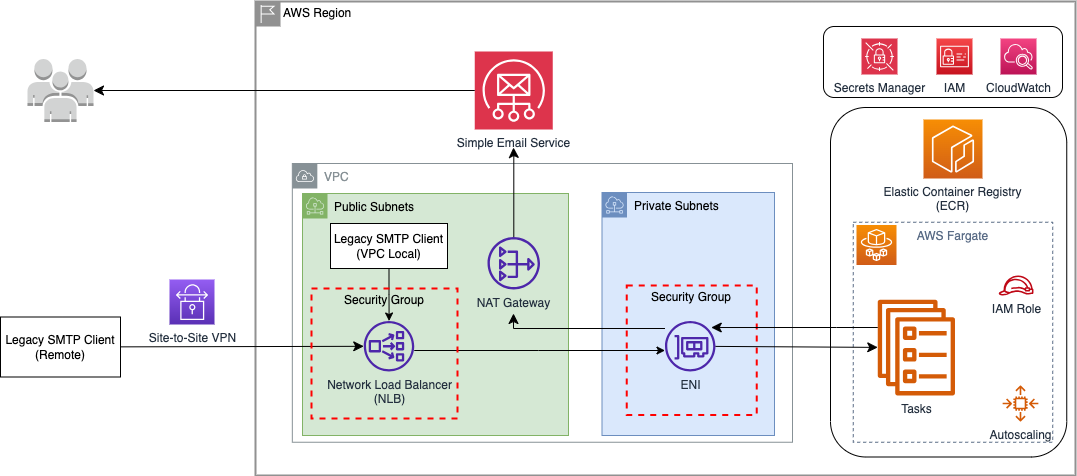 AWS Region
Secrets Manager
IAM
CloudWatch
Simple Email Service
Elastic Container Registry
(ECR)
VPC
Public Subnets
Private Subnets
Legacy SMTP Client
(VPC Local)
AWS Fargate
NAT Gateway
Security Group
Security Group
IAM Role
Site-to-Site VPN
Legacy SMTP Client
(Remote)
Network Load Balancer
(NLB)
ENI
Tasks
Autoscaling